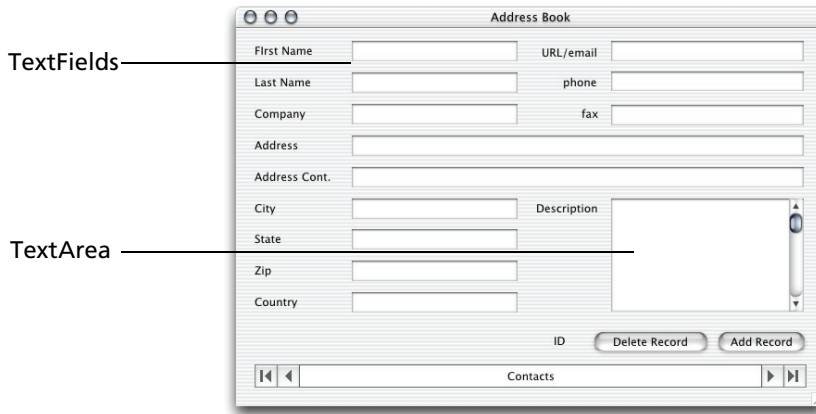 Address Book
TextFields
FIrst Name
URL/email
Last Name
phone
Company
fax
Address
Address Cont.
City
Description
State
TextArea
Zip
Country
ID
Delete Record
Add Record
Contacts